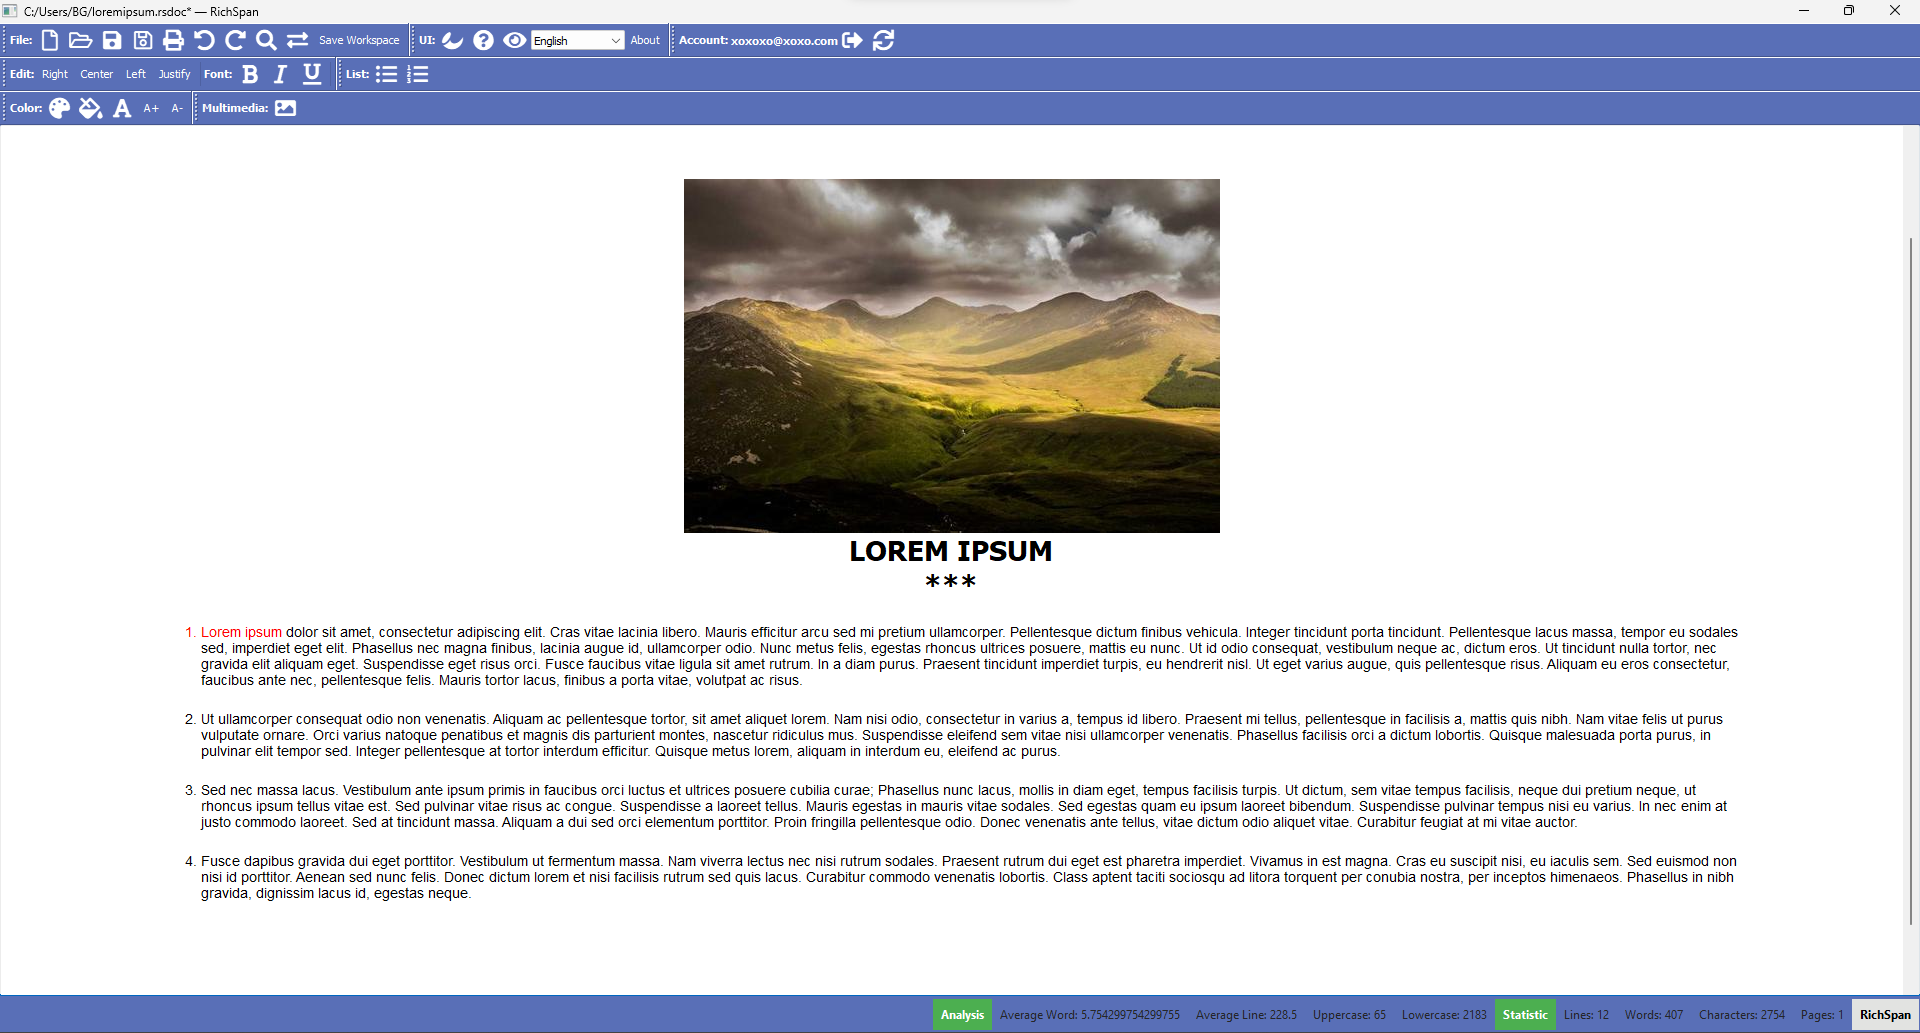 C:/Users/BG/loremipsum.rsdoc* — RichSpan
File: Save Workspace UI: English About Account: xoxoxo@xoxo.com
Edit: Right Center Left Justify Font: B I U List:
Color: A A+ A- Multimedia:
LOREM IPSUM
***
1. Lorem ipsum dolor sit amet, consectetur adipiscing elit. Cras vitae lacinia libero. Mauris efficitur arcu sed mi pretium ullamcorper. Pellentesque dictum finibus vehicula. Integer tincidunt porta tincidunt. Pellentesque lacus massa, tempor eu sodales
sed, imperdiet eget elit. Phasellus nec magna finibus, lacinia augue id, ullamcorper odio. Nunc metus felis, egestas rhoncus ultrices posuere, mattis eu nunc. Ut id odio consequat, vestibulum neque ac, dictum eros. Ut tincidunt nulla tortor, nec
gravida elit aliquam eget. Suspendisse eget risus orci. Fusce faucibus vitae ligula sit amet rutrum. In a diam purus. Praesent tincidunt imperdiet turpis, eu hendrerit nisl. Ut eget varius augue, quis pellentesque risus. Aliquam eu eros consectetur,
faucibus ante nec, pellentesque felis. Mauris tortor lacus, finibus a porta vitae, volutpat ac risus.
2. Ut ullamcorper consequat odio non venenatis. Aliquam ac pellentesque tortor, sit amet aliquet lorem. Nam nisi odio, consectetur in varius a, tempus id libero. Praesent mi tellus, pellentesque in facilisis a, mattis quis nibh. Nam vitae felis ut purus
vulputate ornare. Orci varius natoque penatibus et magnis dis parturient montes, nascetur ridiculus mus. Suspendisse eleifend sem vitae nisi ullamcorper venenatis. Phasellus facilisis orci a dictum lobortis. Quisque malesuada porta purus, in
pulvinar elit tempor sed. Integer pellentesque at tortor interdum efficitur. Quisque metus lorem, aliquam in interdum eu, eleifend ac purus.
3. Sed nec massa lacus. Vestibulum ante ipsum primis in faucibus orci luctus et ultrices posuere cubilia curae; Phasellus nunc lacus, mollis in diam eget, tempus facilisis turpis. Ut dictum, sem vitae tempus facilisis, neque dui pretium neque, ut
rhoncus ipsum tellus vitae est. Sed pulvinar vitae risus ac congue. Suspendisse a laoreet tellus. Mauris egestas in mauris vitae sodales. Sed egestas quam eu ipsum laoreet bibendum. Suspendisse pulvinar tempus nisi eu varius. In nec enim at
justo commodo laoreet. Sed at tincidunt massa. Aliquam a dui sed orci elementum porttitor. Proin fringilla pellentesque odio. Donec venenatis ante tellus, vitae dictum odio aliquet vitae. Curabitur feugiat at mi vitae auctor.
4. Fusce dapibus gravida dui eget porttitor. Vestibulum ut fermentum massa. Nam viverra lectus nec nisi rutrum sodales. Praesent rutrum dui eget est pharetra imperdiet. Vivamus in est magna. Cras eu suscipit nisi, eu iaculis sem. Sed euismod non
nisi id porttitor. Aenean sed nunc felis. Donec dictum lorem et nisi facilisis rutrum sed quis lacus. Curabitur commodo venenatis lobortis. Class aptent taciti sociosqu ad litora torquent per conubia nostra, per inceptos himenaeos. Phasellus in nibh
gravida, dignissim lacus id, egestas neque.
Analysis Average Word: 5.754299754299755 Average Line: 228.5 Uppercase: 65 Lowercase: 2183 Statistic Lines: 12 Words: 407 Characters: 2754 Pages: 1 RichSpan